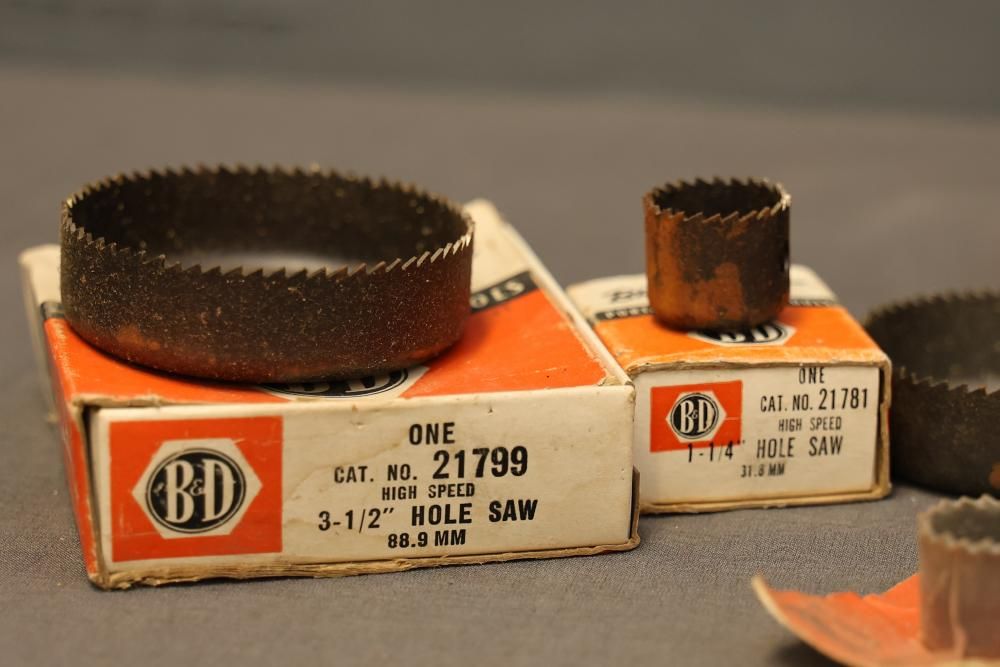 OLS
B&D
B&D
ONE
CAT. NO. 21799
HIGH SPEED
3-1/2" HOLE SAW
88.9 MM
B&D
B&D
ONE
CAT. NO. 21781
HIGH SPEED
1-1/4" HOLE SAW
31.8 MM